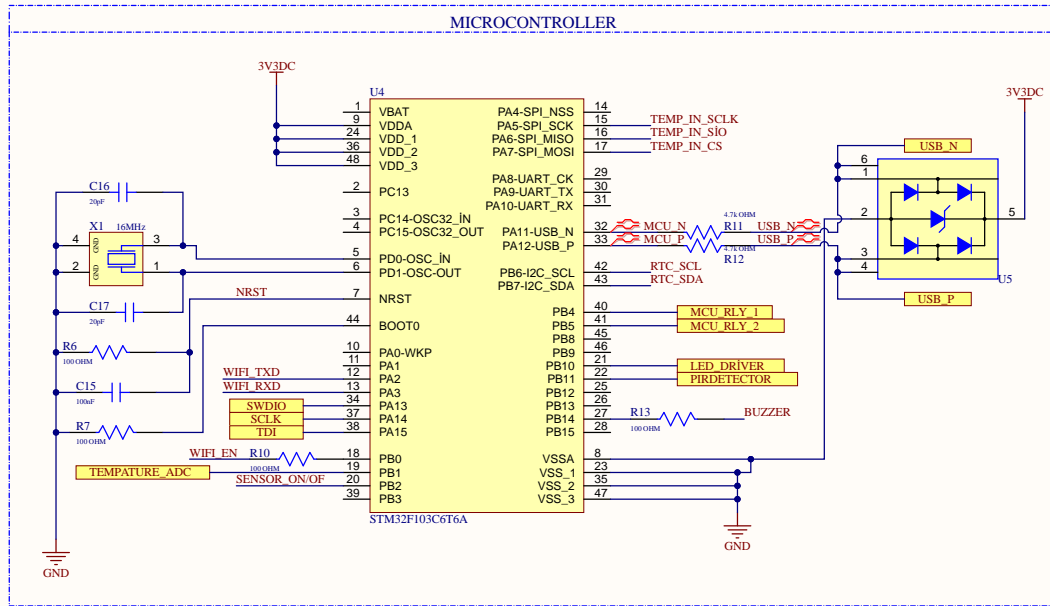 MICROCONTROLLER
3V3DC
U4
1 VBAT
9 VDDA
24 VDD_1
36 VDD_2
48 VDD_3
2 PC13
3 PC14-OSC32_İN
4 PC15-OSC32_OUT
5 PD0-OSC_İN
6 PD1-OSC-OUT
7 NRST
44 BOOT0
10 PA0-WKP
11 PA1
12 PA2
13 PA3
34 PA13
37 PA14
38 PA15
18 PB0
19 PB1
20 PB2
39 PB3
PA4-SPI_NSS 14
PA5-SPI_SCK 15 TEMP_IN_SCLK
PA6-SPI_MISO 16 TEMP_IN_SİO
PA7-SPI_MOSI 17 TEMP_IN_CS
PA8-UART_CK 29
PA9-UART_TX 30
PA10-UART_RX 31
PA11-USB_N 32 MCU_N
PA12-USB_P 33 MCU_P
PB6-I2C_SCL 42 RTC_SCL
PB7-I2C_SDA 43 RTC_SDA
PB4 40 MCU_RLY_1
PB5 41 MCU_RLY_2
PB8 45
PB9 46
PB10 21 LED_DRİVER
PB11 22 PIRDETECTOR
PB12 25
PB13 26
PB14 27
PB15 28
VSSA 8
VSS_1 23
VSS_2 35
VSS_3 47
STM32F103C6T6A
C16
20pF
X1 16MHz
4 GND 3
2 GND 1
C17
20pF
NRST
R6
100 OHM
C15
100nF
R7
100 OHM
WIFI_TXD
WIFI_RXD
SWDIO
SCLK
TDI
WIFI_EN R10
100 OHM
TEMPATURE_ADC
SENSOR_ON/OF
GND
4.7k OHM
R11 USB_N
USB_P
4.7k OHM
R12
R13 BUZZER
100 OHM
GND
3V3DC
USB_N
6
1
2 5
3
4
U5
USB_P